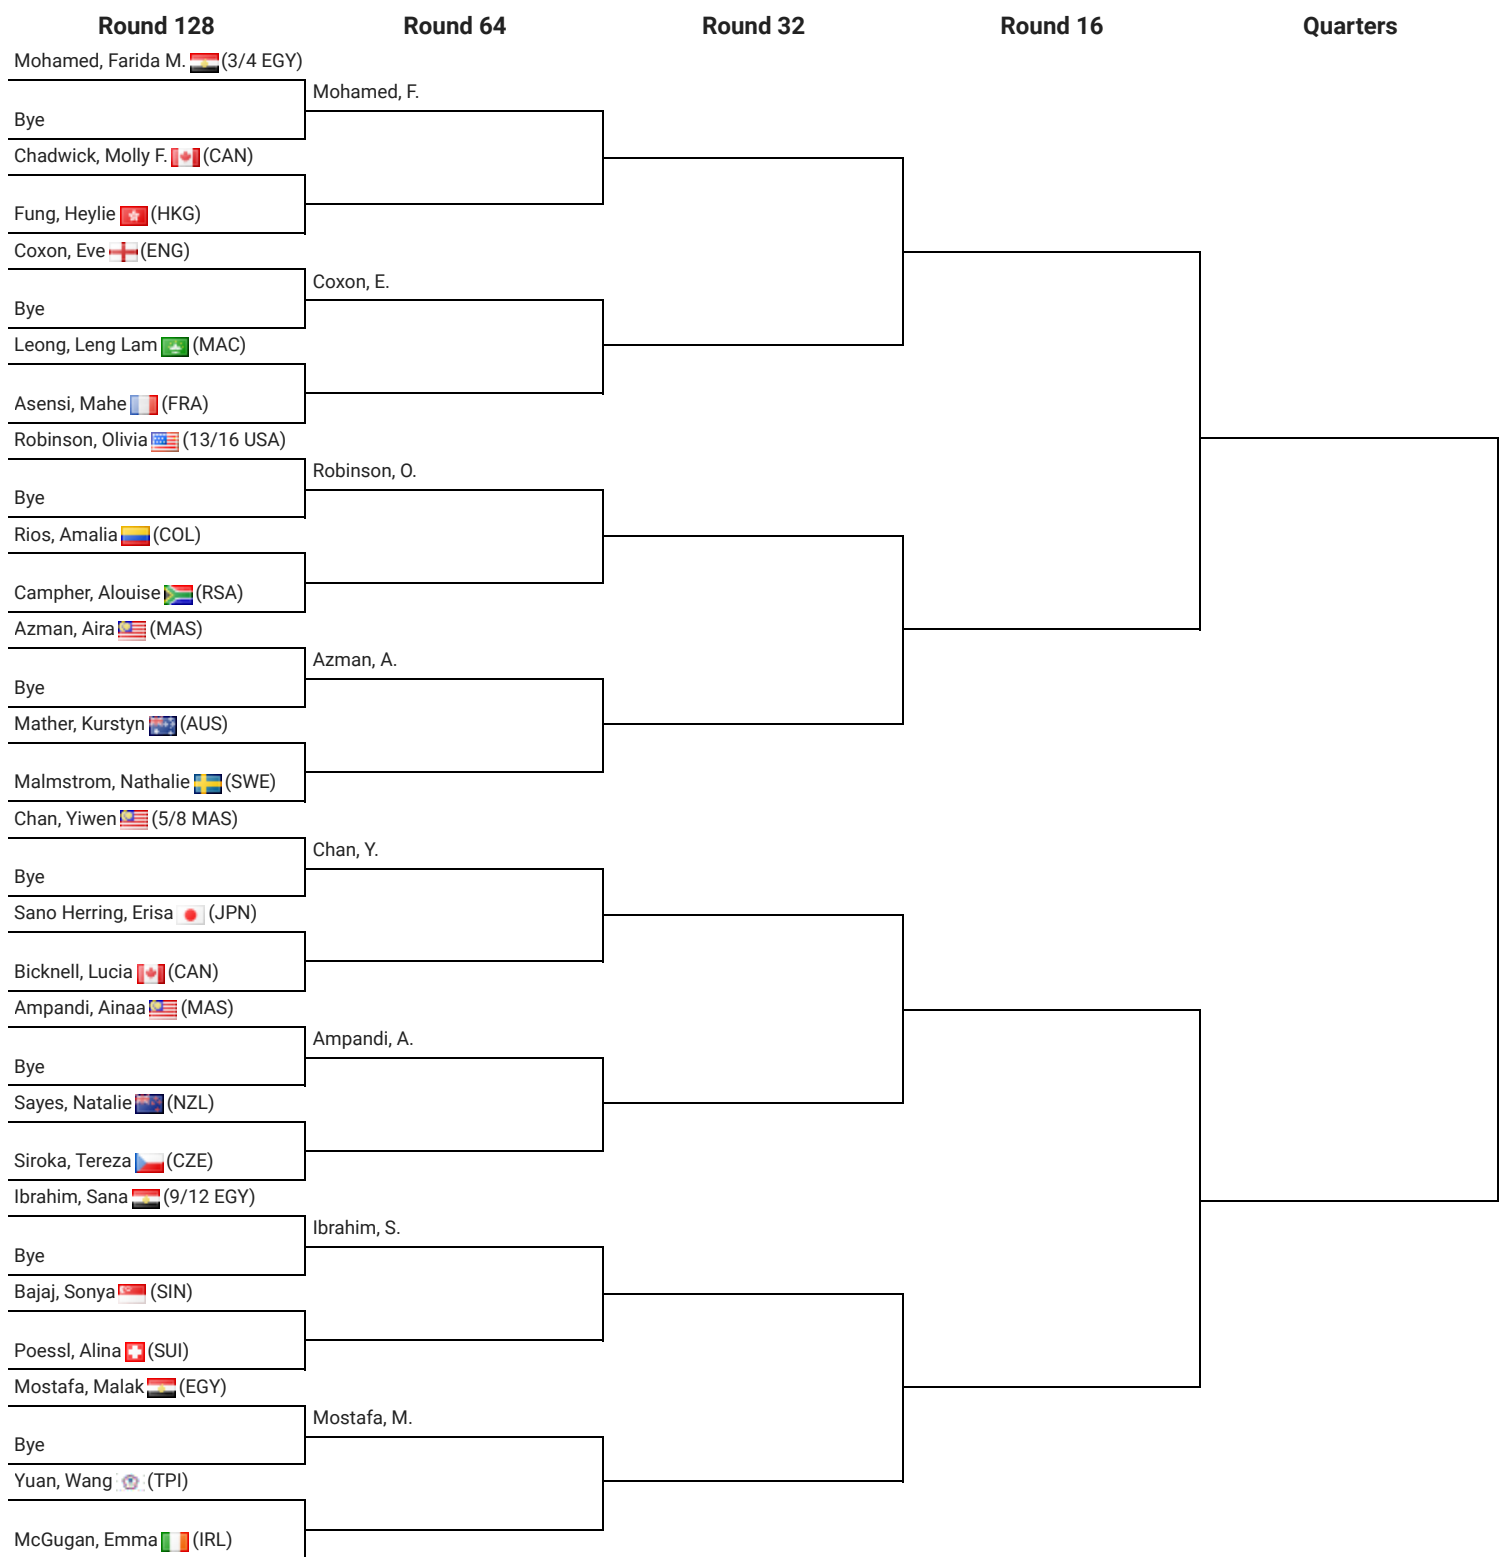 Round 128 Round 64 Round 32 Round 16 Quarters
Mohamed, Farida M. (3/4 EGY)
Mohamed, F.
Bye
Chadwick, Molly F. (CAN)
Fung, Heylie (HKG)
Coxon, Eve (ENG)
Coxon, E.
Bye
Leong, Leng Lam (MAC)
Asensi, Mahe (FRA)
Robinson, Olivia (13/16 USA)
Robinson, O.
Bye
Rios, Amalia (COL)
Campher, Alouise (RSA)
Azman, Aira (MAS)
Azman, A.
Bye
Mather, Kurstyn (AUS)
Malmstrom, Nathalie (SWE)
Chan, Yiwen (5/8 MAS)
Chan, Y.
Bye
Sano Herring, Erisa (JPN)
Bicknell, Lucia (CAN)
Ampandi, Ainaa (MAS)
Ampandi, A.
Bye
Sayes, Natalie (NZL)
Siroka, Tereza (CZE)
Ibrahim, Sana (9/12 EGY)
Ibrahim, S.
Bye
Bajaj, Sonya (SIN)
Poessl, Alina (SUI)
Mostafa, Malak (EGY)
Mostafa, M.
Bye
Yuan, Wang (TPI)
McGugan, Emma (IRL)